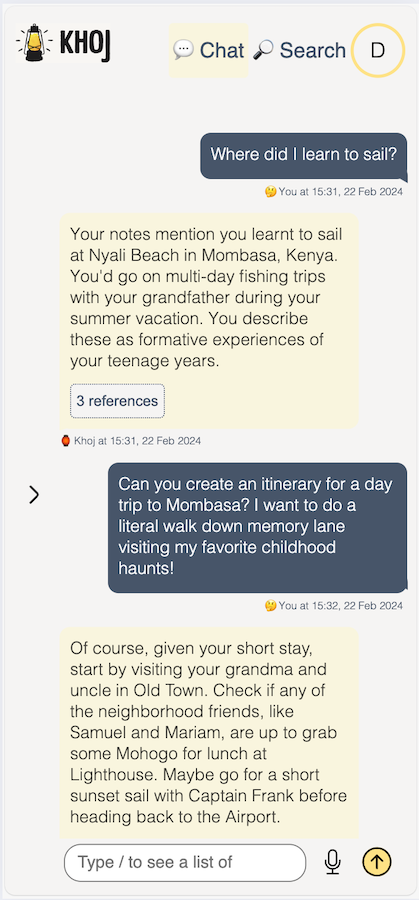 KHOJ
Chat
Search
D
Where did I learn to sail?
You at 15:31, 22 Feb 2024
Your notes mention you learnt to sail
at Nyali Beach in Mombasa, Kenya.
You'd go on multi-day fishing trips
with your grandfather during your
summer vacation. You describe
these as formative experiences of
your teenage years.
3 references
Khoj at 15:31, 22 Feb 2024
Can you create an itinerary for a day
trip to Mombasa? I want to do a
literal walk down memory lane
visiting my favorite childhood
haunts!
You at 15:32, 22 Feb 2024
Of course, given your short stay,
start by visiting your grandma and
uncle in Old Town. Check if any of
the neighborhood friends, like
Samuel and Mariam, are up to grab
some Mohogo for lunch at
Lighthouse. Maybe go for a short
sunset sail with Captain Frank before
heading back to the Airport.
Type / to see a list of